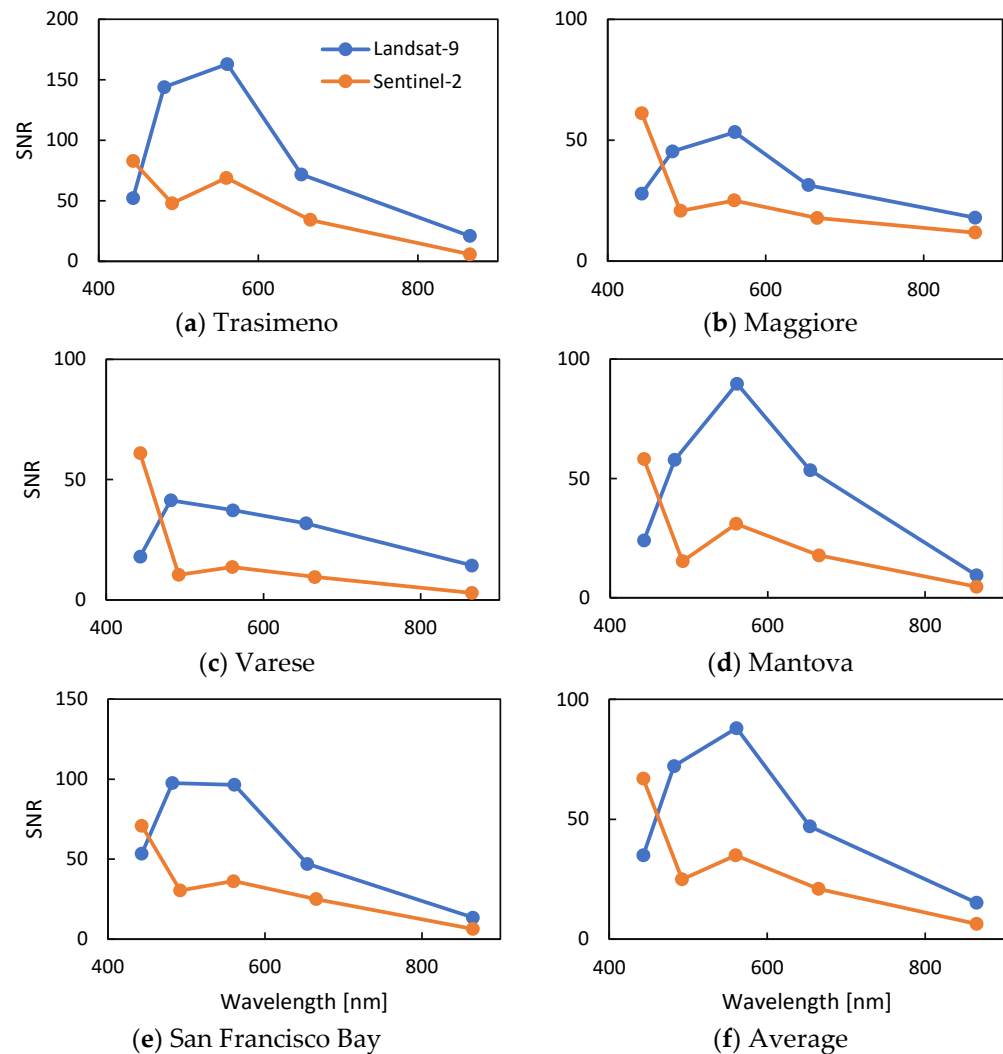 200
150
100
50
0
SNR
Landsat-9
Sentinel-2
400 600 800
(a) Trasimeno
100
50
0
400 600 800
(b) Maggiore
100
50
0
SNR
400 600 800
(c) Varese
100
50
0
400 600 800
(d) Mantova
150
100
50
0
SNR
400 600 800
Wavelength [nm]
(e) San Francisco Bay
100
50
0
400 600 800
Wavelength [nm]
(f) Average